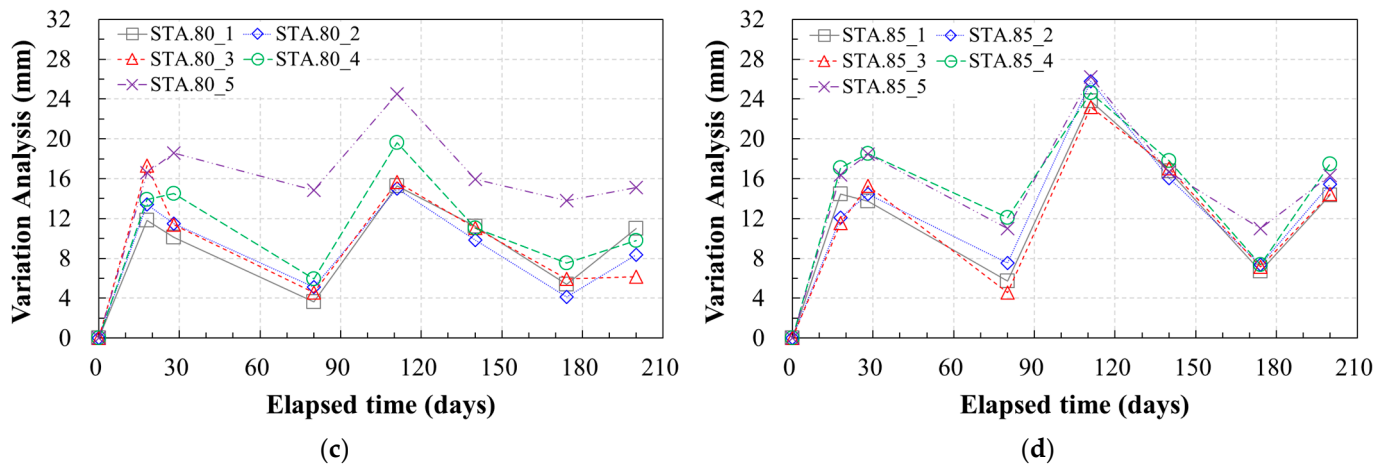 Variation Analysis (mm)
32
28
24
20
16
12
8
4
0
STA.80_1 STA.80_2
STA.80_3 STA.80_4
STA.80_5
0 30 60 90 120 150 180 210
Elapsed time (days)
(c)
Variation Analysis (mm)
32
28
24
20
16
12
8
4
0
STA.85_1 STA.85_2
STA.85_3 STA.85_4
STA.85_5
0 30 60 90 120 150 180 210
Elapsed time (days)
(d)